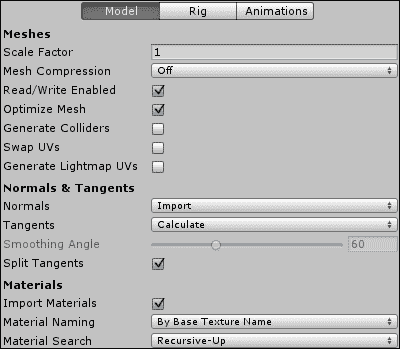 Model Rig Animations
Meshes
Scale Factor 1
Mesh Compression Off
Read/Write Enabled
Optimize Mesh
Generate Colliders
Swap UVs
Generate Lightmap UVs
Normals & Tangents
Normals Import
Tangents Calculate
Smoothing Angle 60
Split Tangents
Materials
Import Materials
Material Naming By Base Texture Name
Material Search Recursive-Up